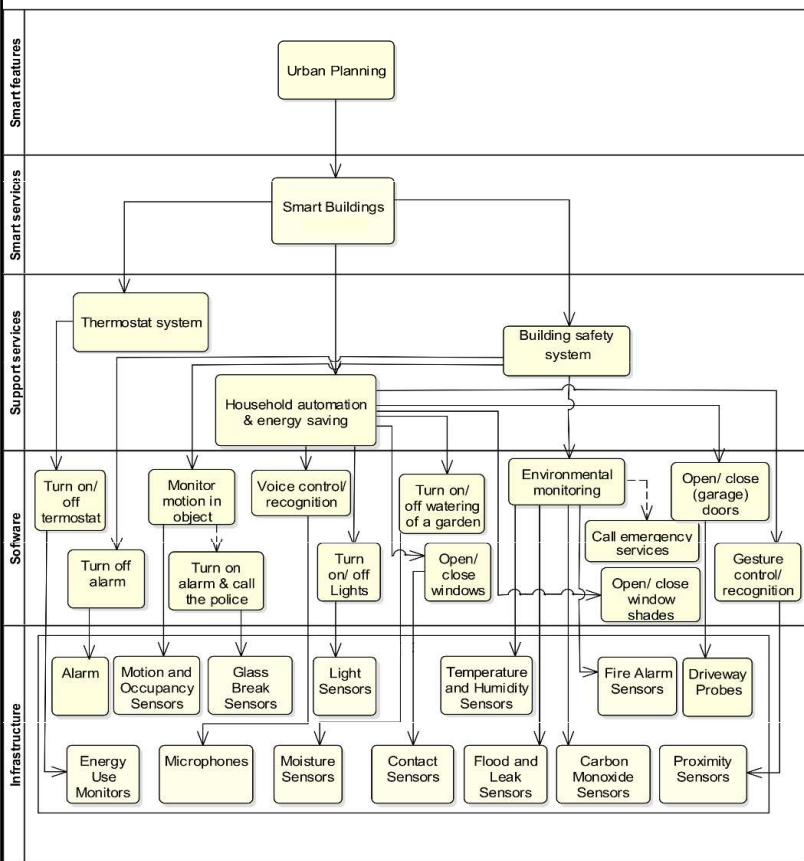 Smart features
Urban Planning
Smart services
Smart Buildings
Support services
Thermostat system
Building safety
system
Household automation
& energy saving
Sofware
Turn on/
off
termostat
Monitor
motion in
object
Voice control/
recognition
Turn on/
off watering
of a garden
Environmental
monitoring
Open/ close
(garage)
doors
Turn off
alarm
Turn on
alarm & call
the police
Turn
on/ off
Lights
Open/
close
windows
Call emergency
services
Open/ close
window
shades
Gesture
control/
recognition
Infrastructure
Alarm
Motion and
Occupancy
Sensors
Glass
Break
Sensors
Light
Sensors
Temperature
and Humidity
Sensors
Fire Alarm
Sensors
Driveway
Probes
Energy
Use
Monitors
Microphones
Moisture
Sensors
Contact
Sensors
Flood and
Leak
Sensors
Carbon
Monoxide
Sensors
Proximity
Sensors